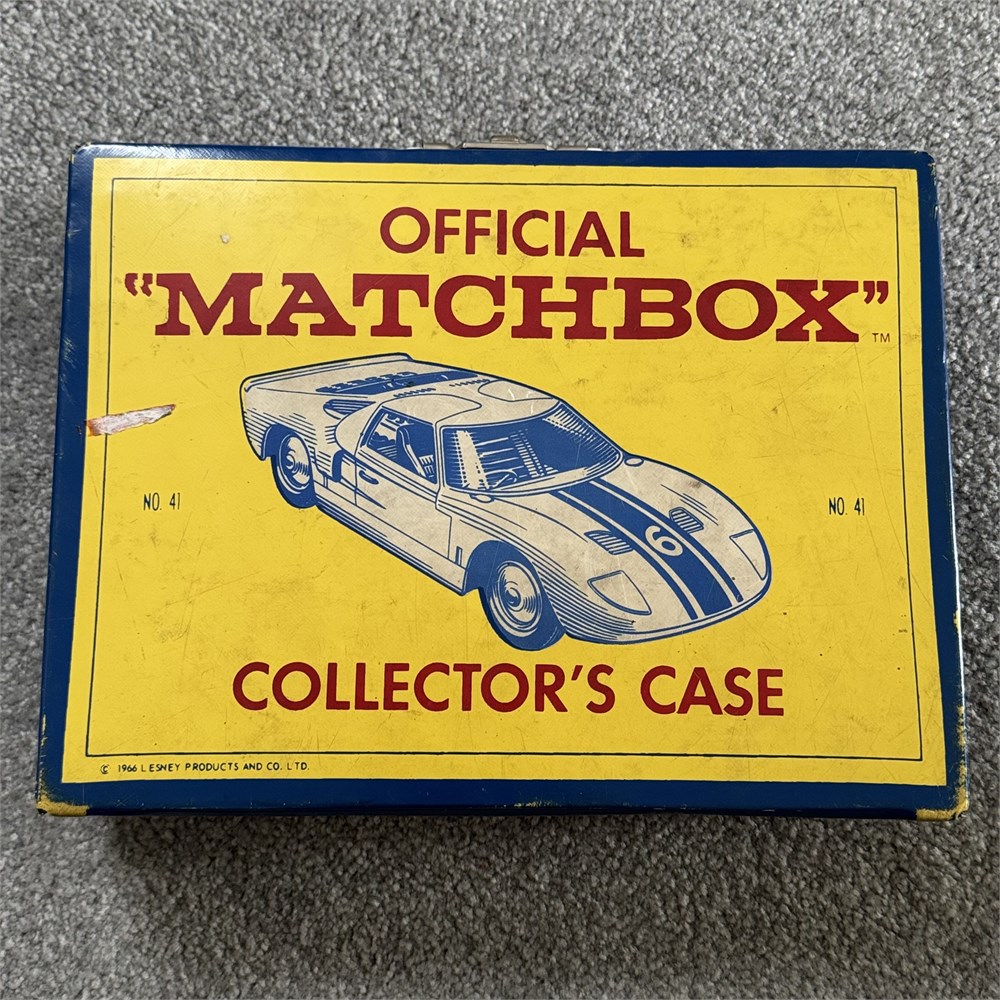 OFFICIAL
"MATCHBOX"
TM
6
NO. 41
NO. 41
COLLECTOR'S CASE
© 1966 LESNEY PRODUCTS AND CO. LTD.